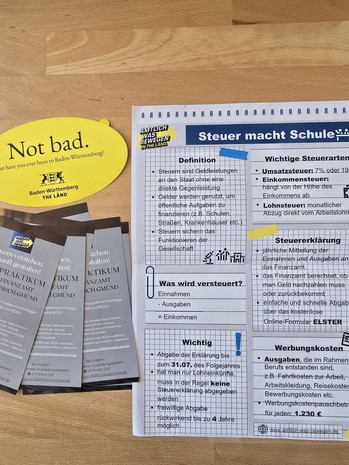 Not bad.
have you ever been to Baden-Württemberg?
Baden-Württemberg
THE LÄND
PRAKTIKUM
AMTLICH
WAS
BEWEGEN
IN THE LÄND
Steuer macht Schule
Definition
Steuern sind Geldleistungen
an den Staat ohne eine
direkte Gegenleistung
Gelder werden genutzt, um
öffentliche Aufgaben zu
finanzieren (z.B. Schulen,
Straßen, Krankenhäuser etc.)
Steuern sichern das
Funktionieren der
Gesellschaft
Was wird versteuert?
Einnahmen
- Ausgaben
= Einkommen
Wichtig
Abgabe der Erklärung bis
zum 31.07. des Folgejahres
hat man nur Lohneinkünfte,
muss in der Regel keine
Steuererklärung abgegeben
werden
freiwillige Abgabe
rückwirkend bis zu 4 Jahre
möglich
Wichtige Steuerarten
Umsatzsteuer: 7% oder 19
Einkommensteuer:
hängt von der Höhe des
Einkommens ab
Lohnsteuer: monatlicher
Abzug direkt vom Arbeitslohn
Steuererklärung
jährliche Mitteilung der
Einnahmen und Ausgaben an
das Finanzamt
das Finanzamt berechnet, ob
man Geld nachzahlen muss
oder zurückbekommt
einfache und schnelle Abgabe
über das kostenlose
Online-Formular ELSTER
Werbungskosten
Ausgaben, die im Rahmen
Berufs entstanden sind,
z.B. Fahrtkosten zur Arbeit,
Arbeitskleidung, Reisekosten
Bewerbungskosten etc.
Werbungskostenpauschbetrag
für jeden: 1.230 €